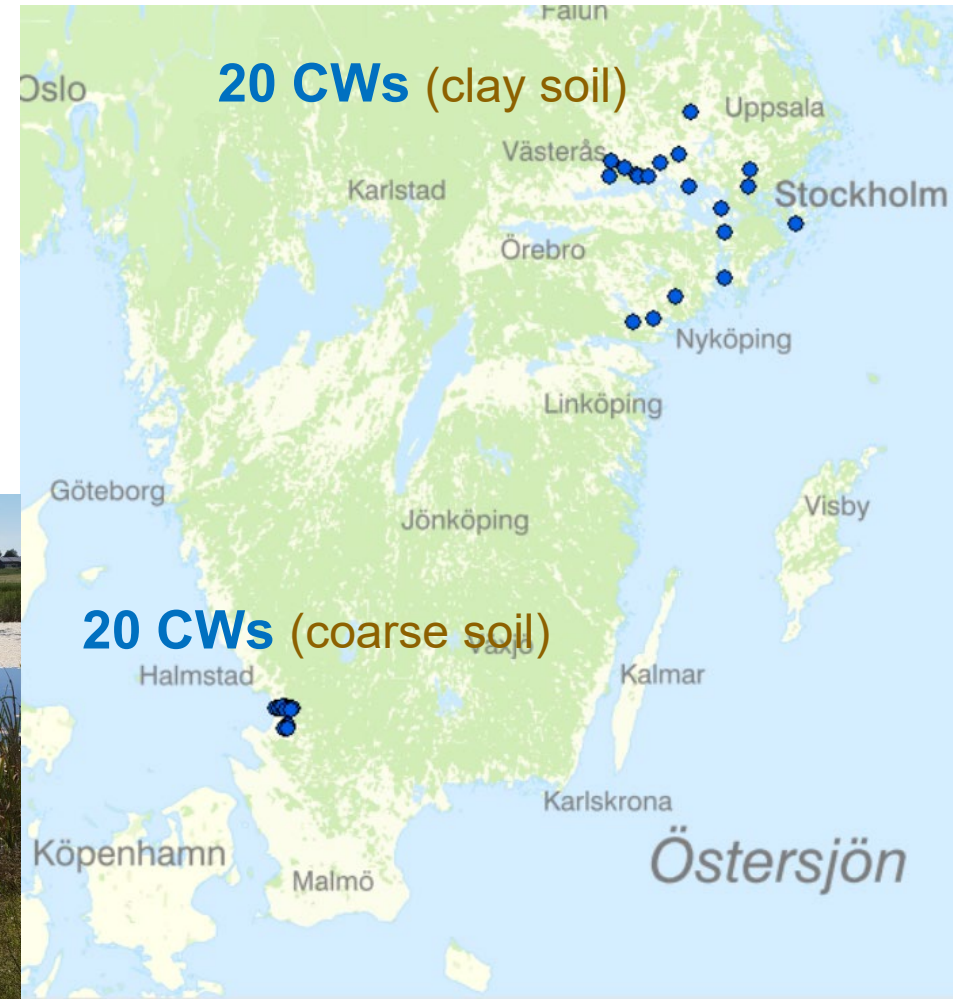 Falun
20 CWs (clay soil)
Oslo
Uppsala
Västerås
Karlstad
Stockholm
Örebro
Nyköping
Linköping
Göteborg
Visby
Jönköping
20 CWs (coarse soil)
Växjö
Halmstad
Kalmar
Karlskrona
Köpenhamn
Östersjön
Malmö